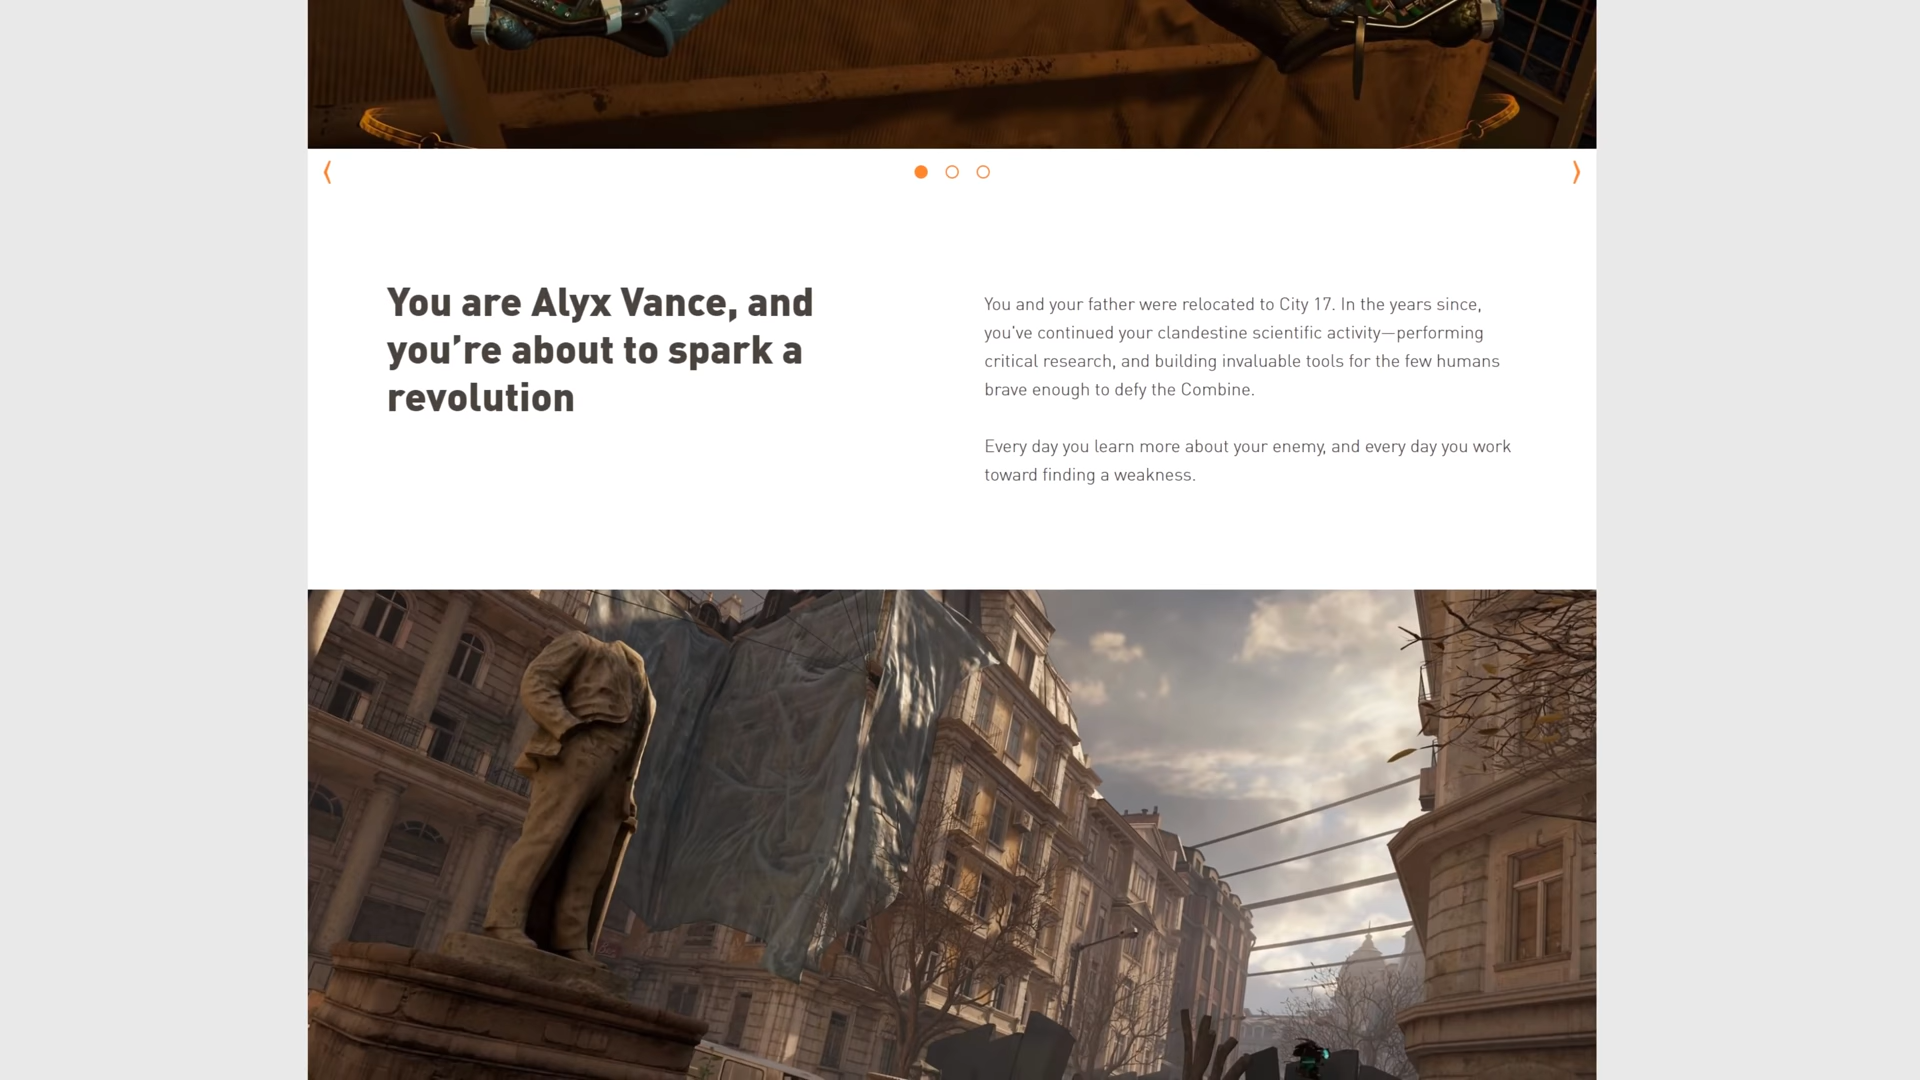 You are Alyx Vance, and
you’re about to spark a
revolution
You and your father were relocated to City 17. In the years since,
you've continued your clandestine scientific activity—performing
critical research, and building invaluable tools for the few humans
brave enough to defy the Combine.
Every day you learn more about your enemy, and every day you work
toward finding a weakness.